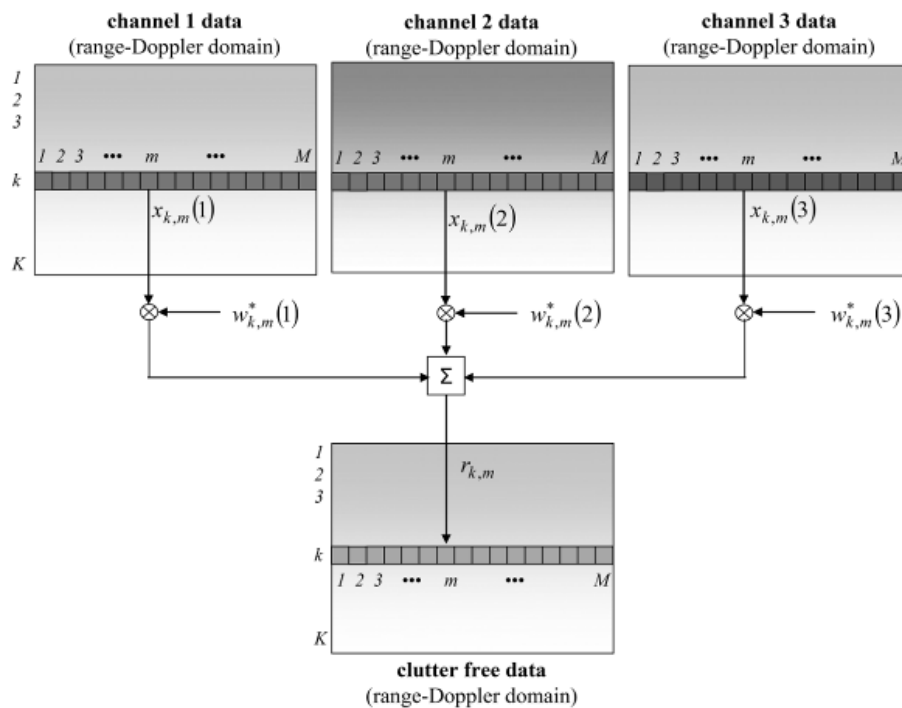 channel 1 data
(range-Doppler domain)
channel 2 data
(range-Doppler domain)
channel 3 data
(range-Doppler domain)
1
2
3
1 2 3 ••• m ••• M
1 2 3 ••• m ••• M
1 2 3 ••• m ••• M
k
x_{k,m}(1)
x_{k,m}(2)
x_{k,m}(3)
K
⊗
w^*_{k,m}(1)
⊗
w^*_{k,m}(2)
⊗
w^*_{k,m}(3)
Σ
1
2
3
r_{k,m}
k
1 2 3 ••• m ••• M
K
clutter free data
(range-Doppler domain)